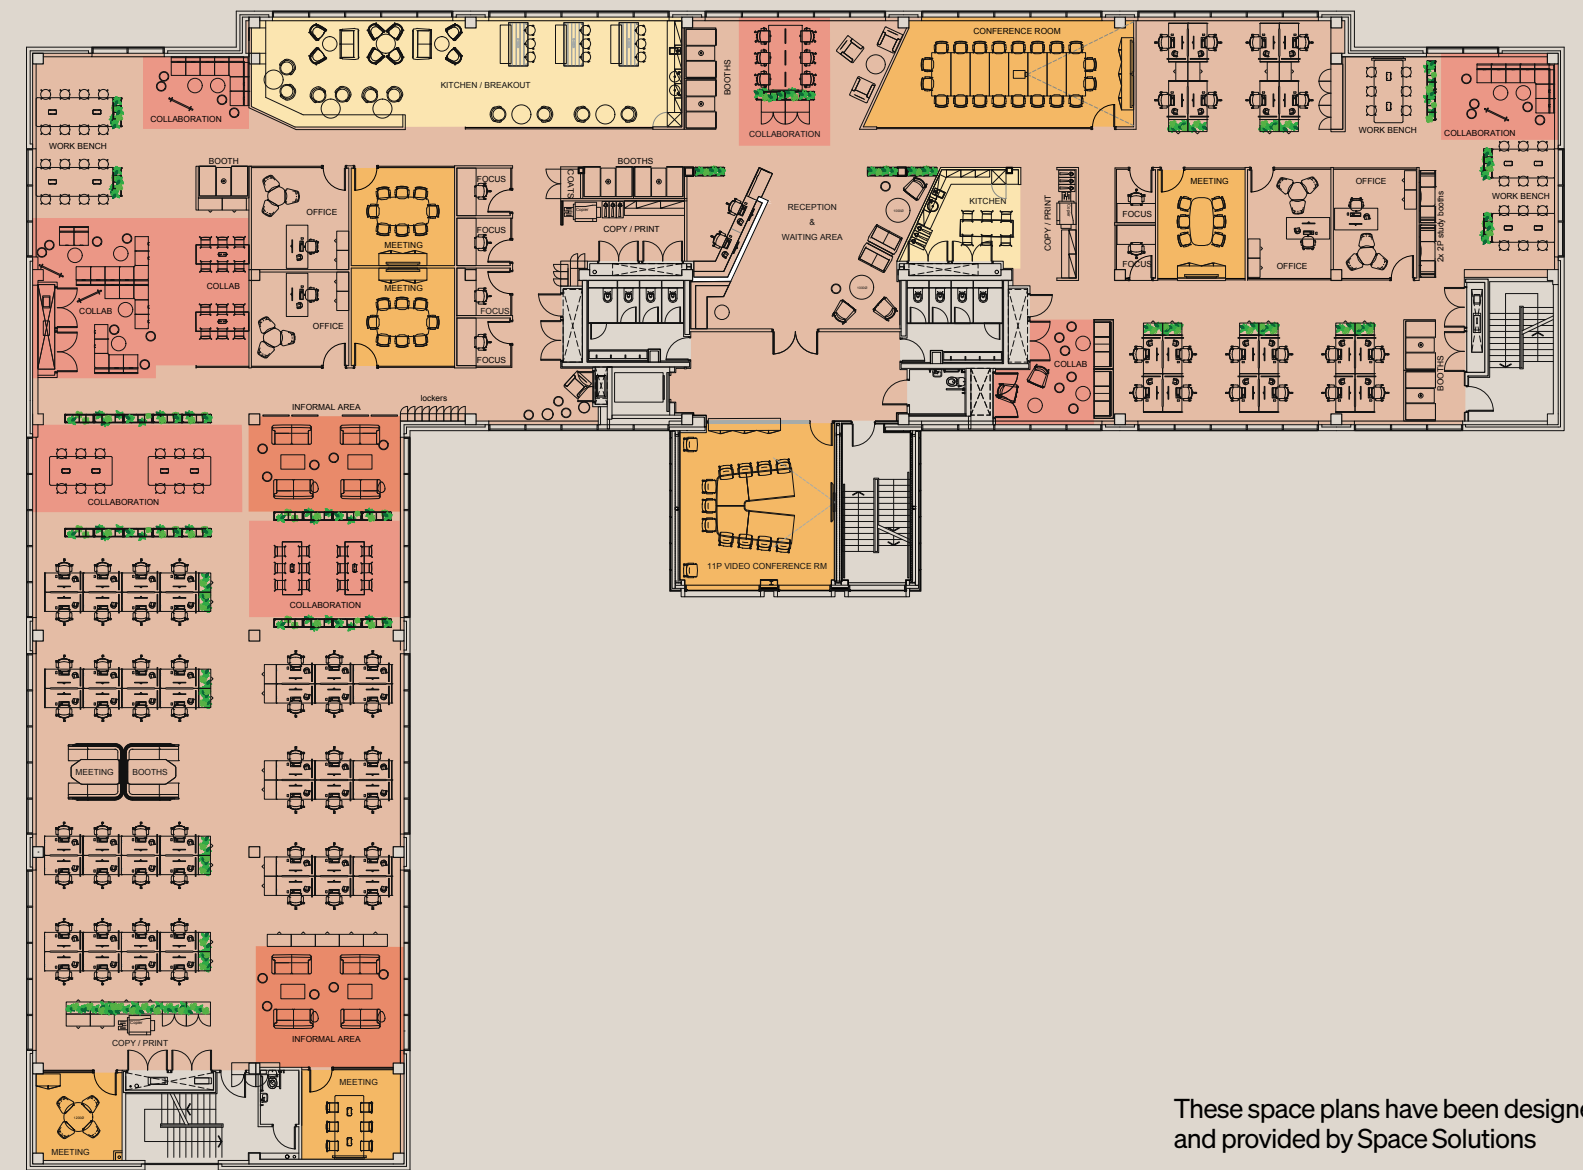 CONFERENCE ROOM
KITCHEN / BREAKOUT
BOOTHS
COLLABORATION
COLLABORATION
WORK BENCH
COLLABORATION
WORK BENCH
BOOTH
BOOTHS
COATS
FOCUS
OFFICE
MEETING
FOCUS
COPY / PRINT
RECEPTION
&
WAITING AREA
KITCHEN
COPY / PRINT
FOCUS
MEETING
OFFICE
WORK BENCH
2x 2P study booths
FOCUS
OFFICE
COLLAB
MEETING
FOCUS
COLLAB
OFFICE
FOCUS
FOCUS
COLLAB
BOOTHS
lockers
INFORMAL AREA
COLLABORATION
11P VIDEO CONFERENCE RM
COLLABORATION
MEETING
BOOTHS
INFORMAL AREA
COPY / PRINT
MEETING
MEETING
These space plans have been designe
and provided by Space Solutions